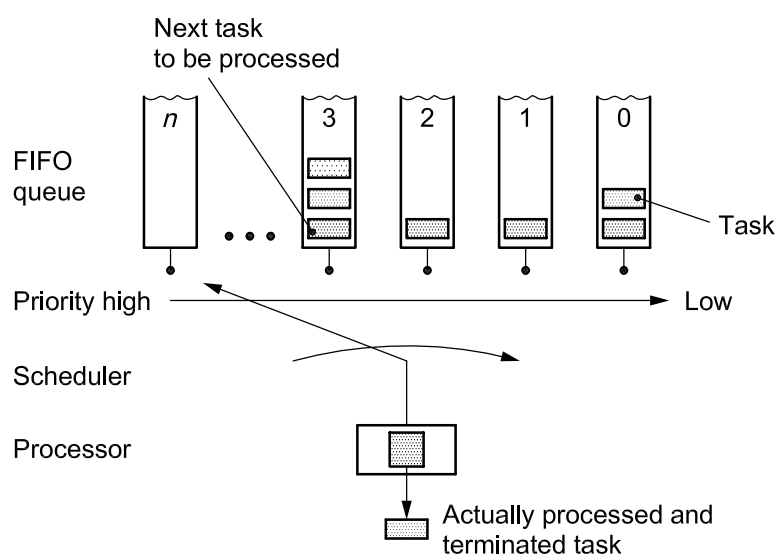 Next task
to be processed
n
3
2
1
0
FIFO
queue
Task
Priority high
Low
Scheduler
Processor
Actually processed and
terminated task